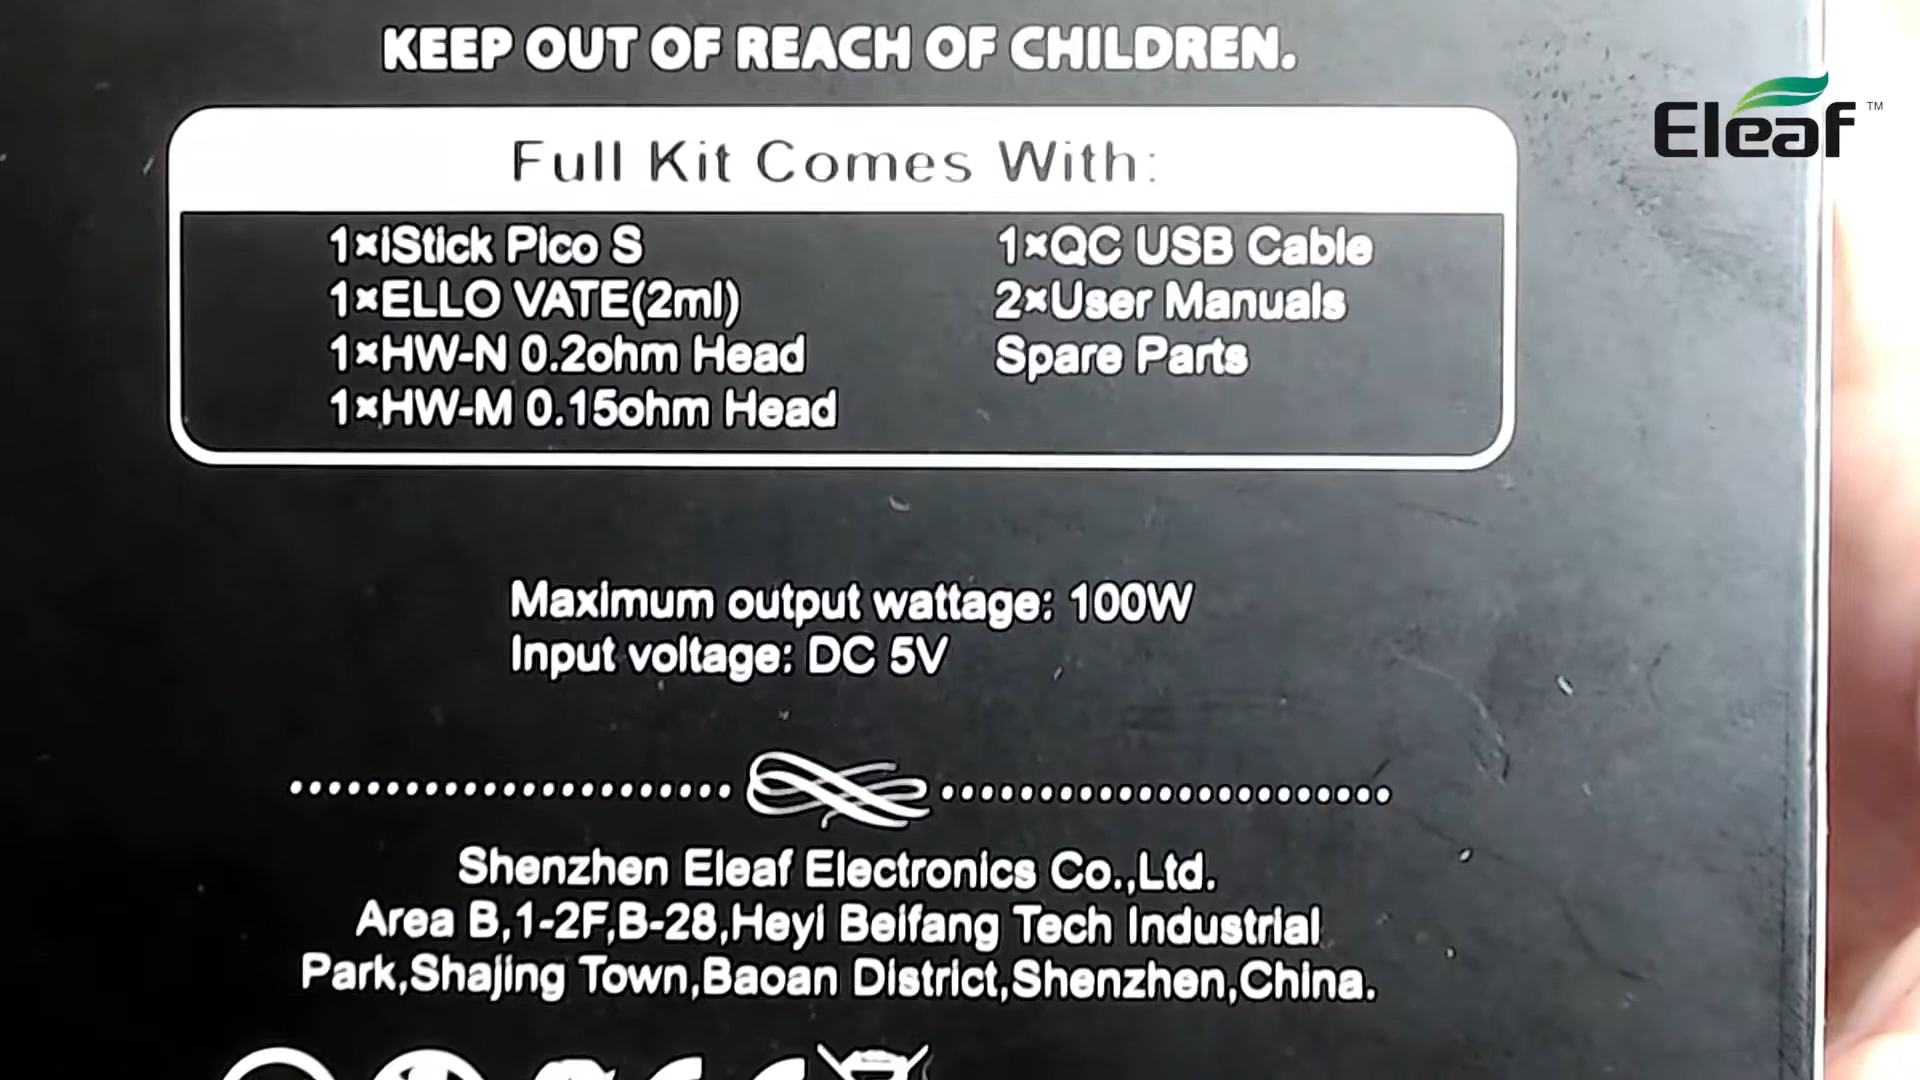 KEEP OUT OF REACH OF CHILDREN.
Eleaf™
Full Kit Comes With:
1×iStick Pico S
1×ELLO VATE(2ml)
1×HW-N 0.2ohm Head
1×HW-M 0.15ohm Head
1×QC USB Cable
2×User Manuals
Spare Parts
Maximum output wattage: 100W
Input voltage: DC 5V
Shenzhen Eleaf Electronics Co.,Ltd.
Area B,1-2F,B-28,Heyi Beifang Tech Industrial
Park,Shajing Town,Baoan District,Shenzhen,China.